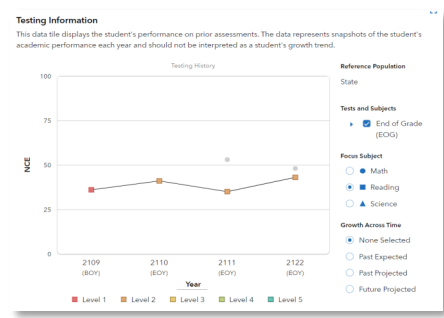 Testing Information
This data tile displays the student's performance on prior assessments. The data represents snapshots of the student's
academic performance each year and should not be interpreted as a student's growth trend.
Testing History
100
75
50
25
0
NCE
2109
(BOY)
2110
(EOY)
2111
(EOY)
2122
(EOY)
Year
Level 1
Level 2
Level 3
Level 4
Level 5
Reference Population
State
Tests and Subjects
End of Grade
(EOG)
Focus Subject
Math
Reading
Science
Growth Across Time
None Selected
Past Expected
Past Projected
Future Projected